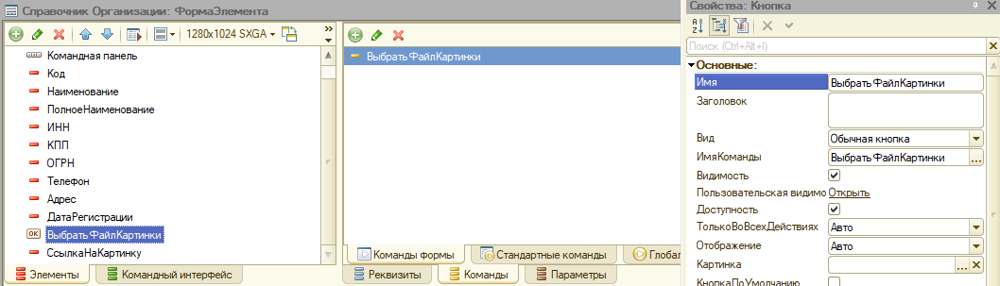 Справочник Организации: ФормаЭлемента
1280x1024 SXGA
Командная панель
Код
Наименование
ПолноеНаименование
ИНН
КПП
ОГРН
Телефон
Адрес
ДатаРегистрации
OK ВыбратьФайлКартинки
СсылкаНаКартинку
Элементы
Командный интерфейс
ВыбратьФайлКартинки
Команды формы
Стандартные команды
Глобал
Реквизиты
Команды
Параметры
Свойства: Кнопка
Поиск (Ctrl+Alt+I)
Основные:
Имя ВыбратьФайлКартинки
Заголовок
Вид Обычная кнопка
ИмяКоманды ВыбратьФайлКартинки ...
Видимость
Пользовательская видимо Открыть
Доступность
ТолькоВоВсехДействиях Авто
Отображение Авто
Картинка ...
КнопкаПоУмолчанию